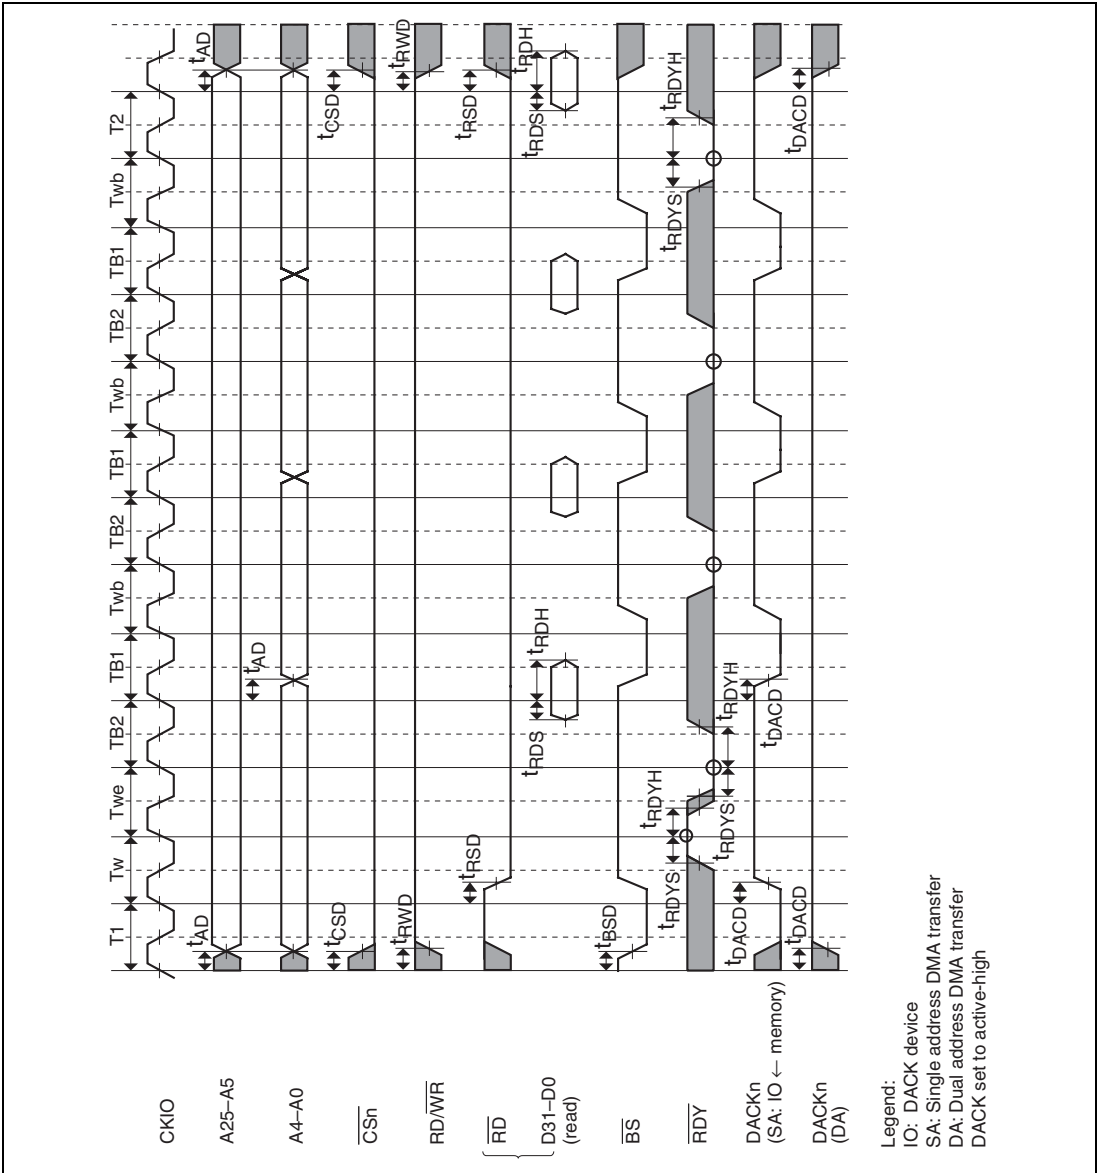 T1
Tw
Twe
TB2
TB1
Twb
TB2
TB1
Twb
TB2
TB1
Twb
T2
CKIO
A25–A5
tAD
tAD
A4–A0
tAD
CSn
tCSD
tCSD
RD/WR
tRWD
tRWD
RD
tRSD
tRSD
D31–D0
(read)
tRDS
tRDH
tRDS
tRDH
BS
tBSD
RDY
tRDYS
tRDYH
tRDYS
tRDYH
tRDYS
tRDYH
DACKn
(SA: IO ← memory)
tDACD
tDACD
DACKn
(DA)
tDACD
tDACD
Legend:
IO: DACK device
SA: Single address DMA transfer
DA: Dual address DMA transfer
DACK set to active-high